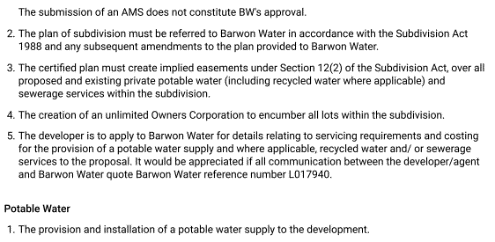 The submission of an AMS does not constitute BW's approval.
2. The plan of subdivision must be referred to Barwon Water in accordance with the Subdivision Act
1988 and any subsequent amendments to the plan provided to Barwon Water.
3. The certified plan must create implied easements under Section 12(2) of the Subdivision Act, over all
proposed and existing private potable water (including recycled water where applicable) and
sewerage services within the subdivision.
4. The creation of an unlimited Owners Corporation to encumber all lots within the subdivision.
5. The developer is to apply to Barwon Water for details relating to servicing requirements and costing
for the provision of a potable water supply and where applicable, recycled water and/ or sewerage
services to the proposal. It would be appreciated if all communication between the developer/agent
and Barwon Water quote Barwon Water reference number L017940.
Potable Water
1. The provision and installation of a potable water supply to the development.